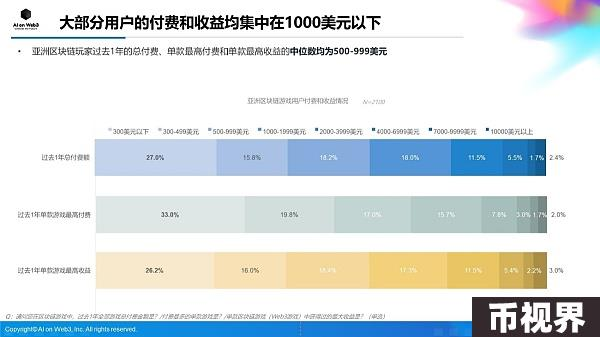 AI on Web3
大部分用户的付费和收益均集中在1000美元以下
• 亚洲区块链玩家过去1年的总付费、单款最高付费和单款最高收益的中位数均为500-999美元
亚洲区块链游戏用户付费和收益情况 N=2100
300美元以下 300-499美元 500-999美元 1000-1999美元 2000-3999美元 4000-6999美元 7000-9999美元 10000美元以上
过去1年总付费额 27.0% 15.8% 18.2% 18.0% 11.5% 5.5% 1.7% 2.4%
过去1年单款游戏最高付费 33.0% 19.8% 17.0% 15.7% 7.8% 3.0% 1.7% 2.0%
过去1年单款游戏最高收益 26.2% 16.0% 18.4% 17.3% 11.5% 5.4% 2.2% 3.0%
Copyright©AI on Web3, Inc. All rights reserved.
币视界